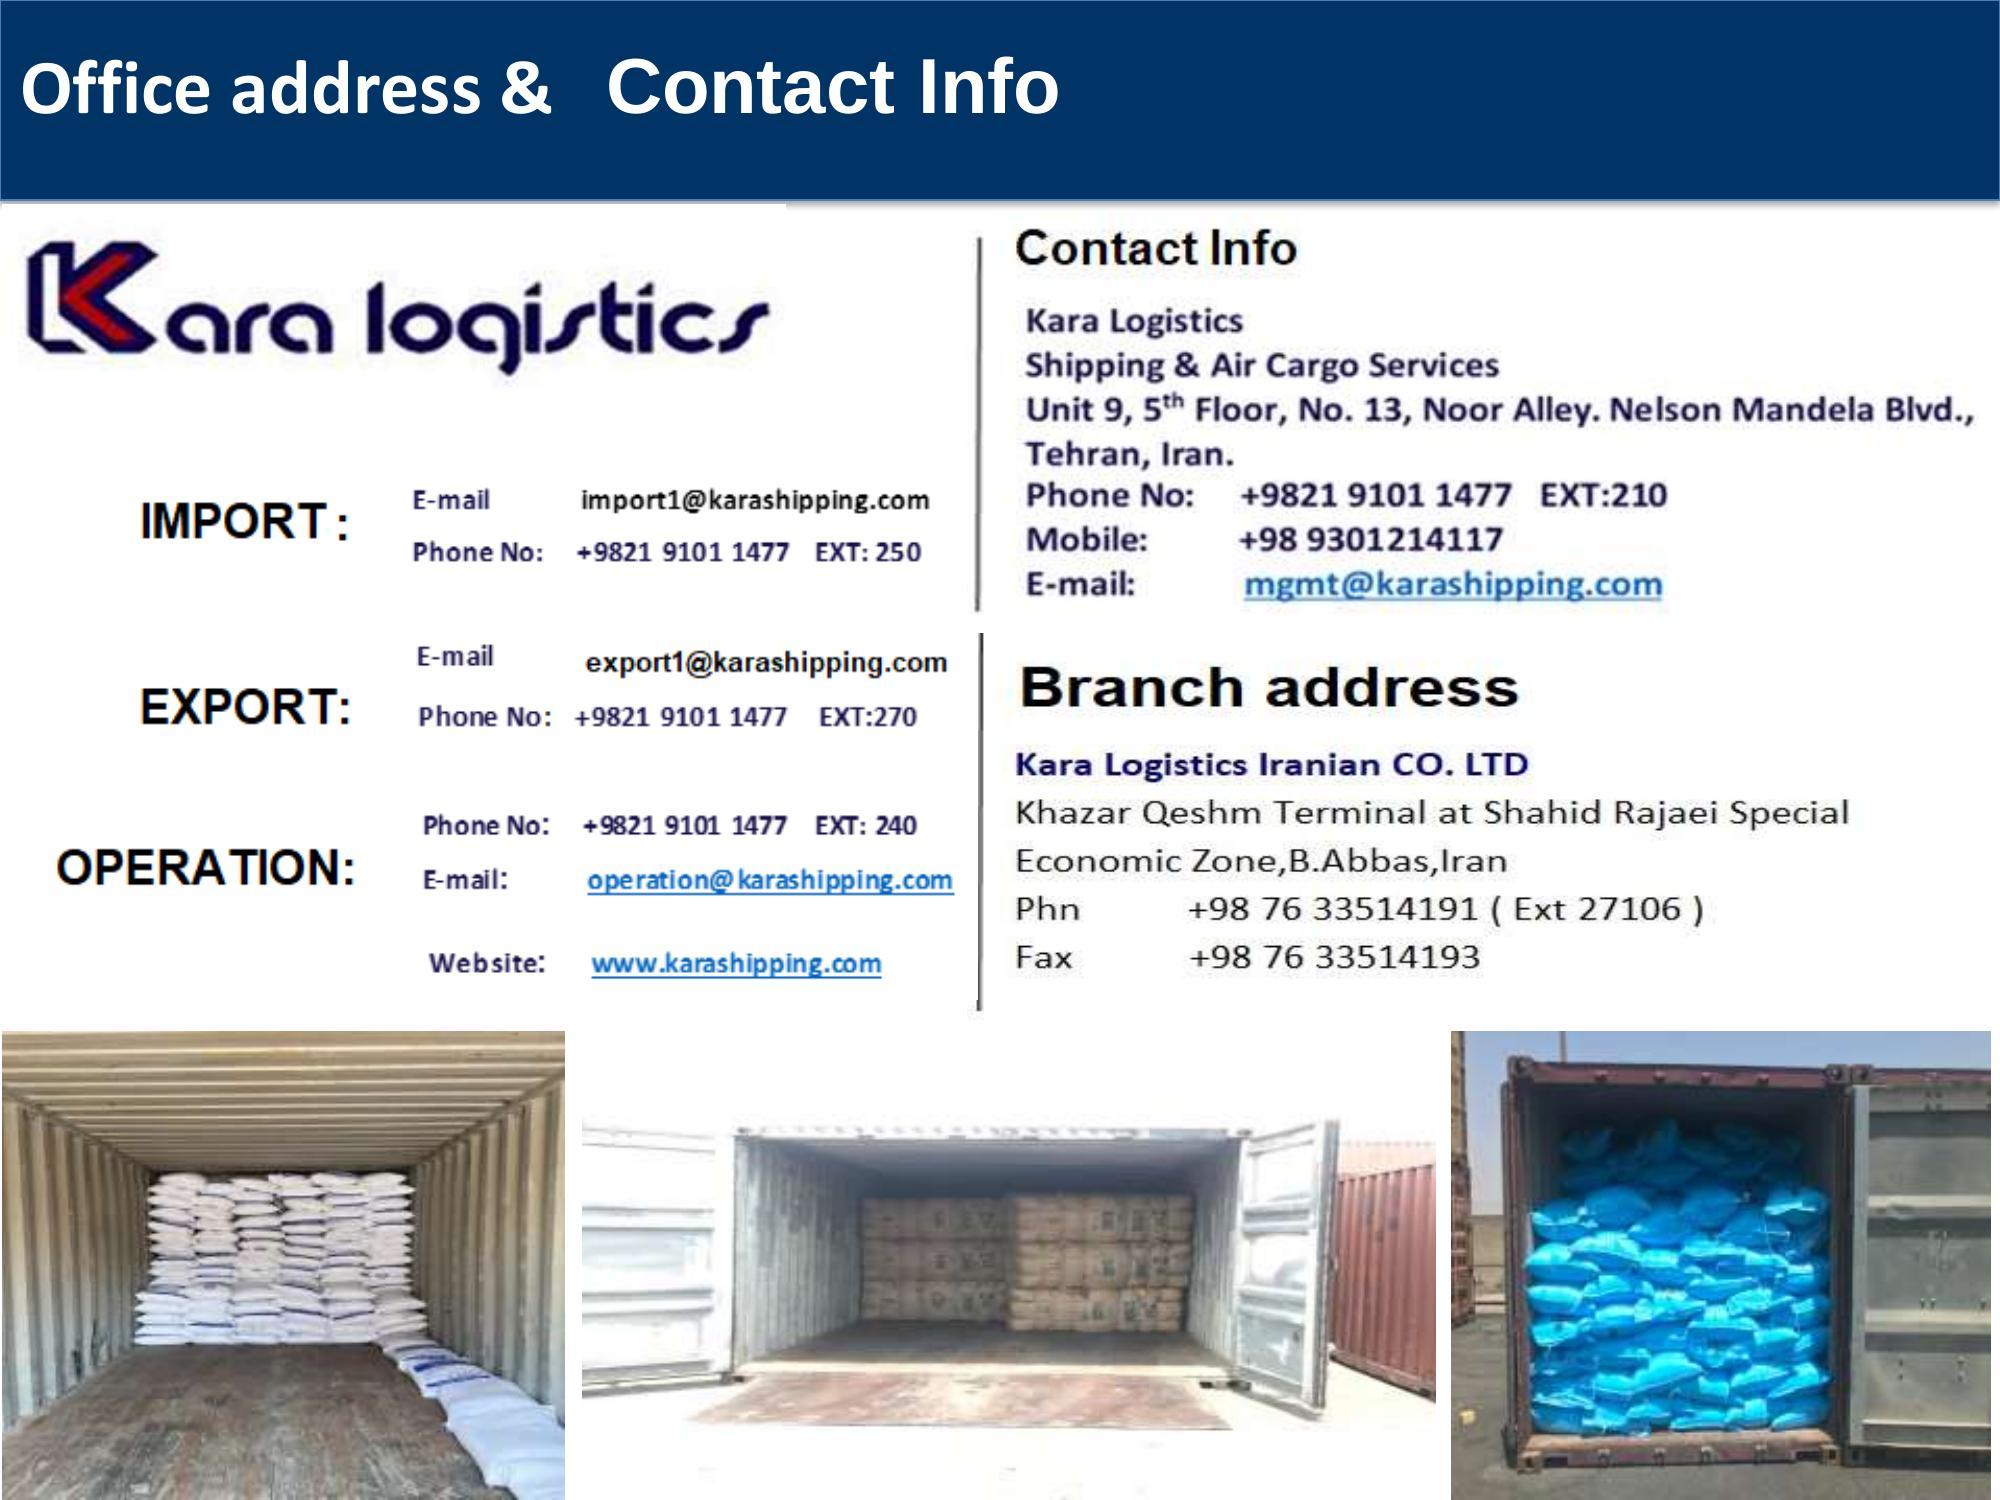 Office address & Contact Info
Kara logistics
IMPORT :
E-mail import1@karashipping.com
Phone No: +9821 9101 1477 EXT: 250
EXPORT:
E-mail export1@karashipping.com
Phone No: +9821 9101 1477 EXT:270
OPERATION:
Phone No: +9821 9101 1477 EXT: 240
E-mail: operation@karashipping.com
Website: www.karashipping.com
Contact Info
Kara Logistics
Shipping & Air Cargo Services
Unit 9, 5th Floor, No. 13, Noor Alley. Nelson Mandela Blvd.,
Tehran, Iran.
Phone No: +9821 9101 1477 EXT:210
Mobile: +98 9301214117
E-mail: mgmt@karashipping.com
Branch address
Kara Logistics Iranian CO. LTD
Khazar Qeshm Terminal at Shahid Rajaei Special
Economic Zone,B.Abbas,Iran
Phn +98 76 33514191 ( Ext 27106 )
Fax +98 76 33514193